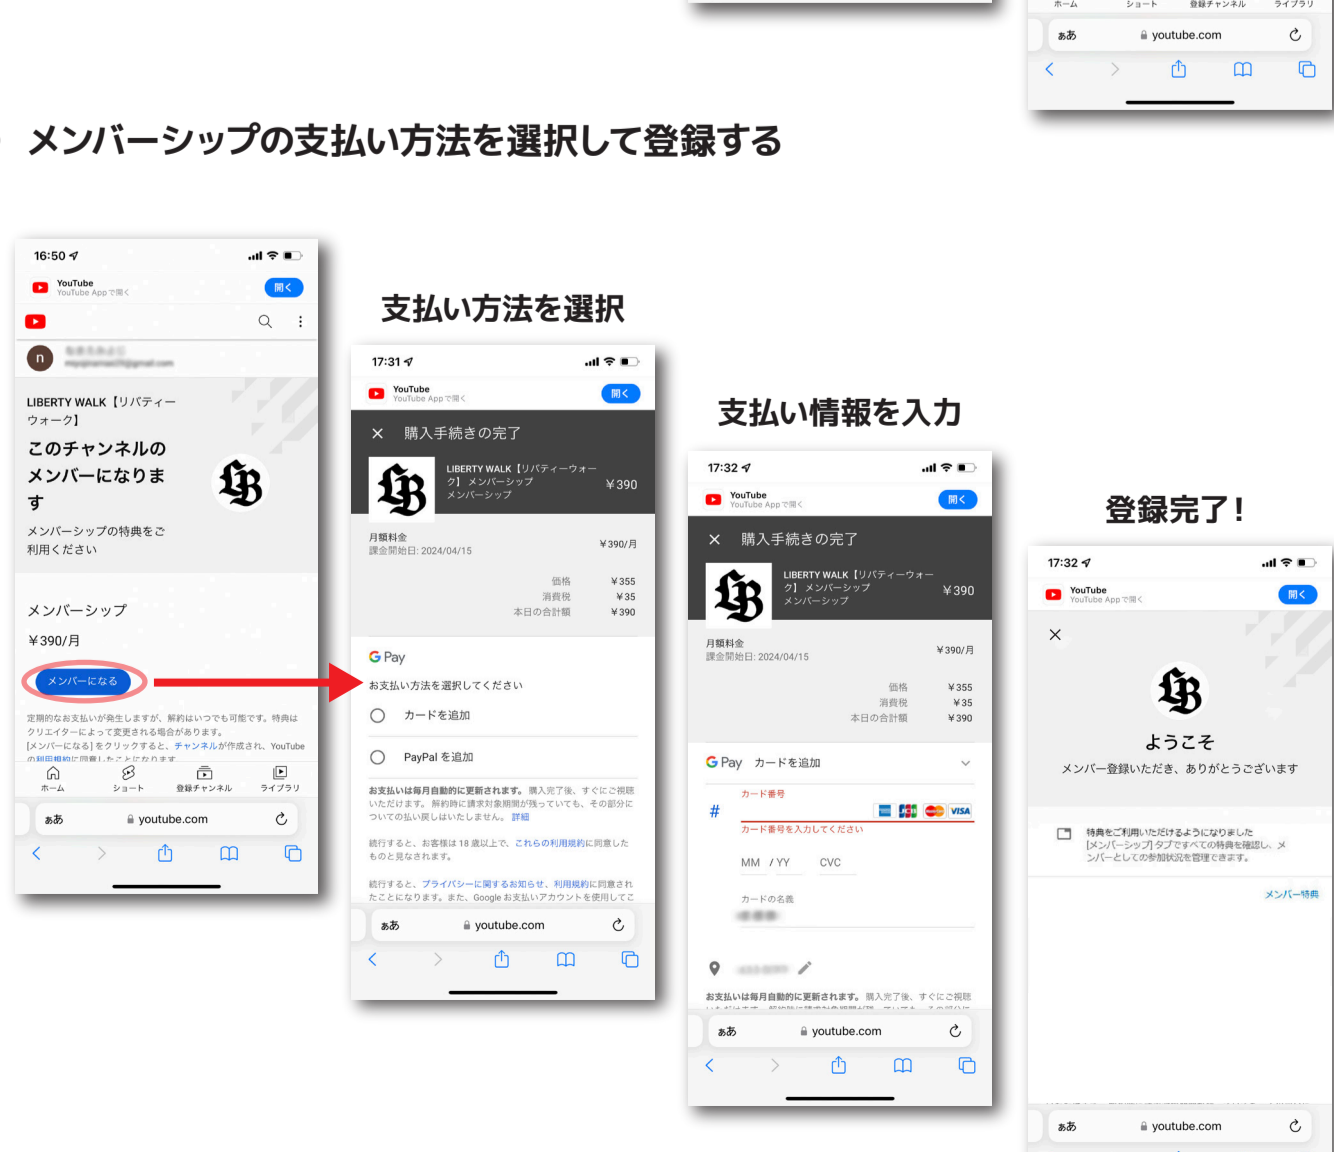 ホーム ショート 登録チャンネル ライブラリ
ぁあ youtube.com
メンバーシップの支払い方法を選択して登録する
16:50
YouTube
YouTube App で開く
開く
n
LIBERTY WALK【リバティー
ウォーク】
このチャンネルの
メンバーになりま
す
メンバーシップの特典をご
利用ください
メンバーシップ
¥390/月
メンバーになる
定期的なお支払いが発生しますが、解約はいつでも可能です。特典は
クリエイターによって変更される場合があります。
[メンバーになる] をクリックすると、チャンネルが作成され、YouTube
の利用規約に同意したことになります。
ホーム ショート 登録チャンネル ライブラリ
ぁあ youtube.com
支払い方法を選択
17:31
YouTube
YouTube App で開く
開く
× 購入手続きの完了
LIBERTY WALK【リバティーウォー
ク】 メンバーシップ
メンバーシップ
¥390
月額料金
課金開始日: 2024/04/15
¥390/月
価格 ¥355
消費税 ¥35
本日の合計額 ¥390
G Pay
お支払い方法を選択してください
カードを追加
PayPal を追加
お支払いは毎月自動的に更新されます。購入完了後、すぐにご視聴
いただけます。 解約時に請求対象期間が残っていても、その部分に
ついての払い戻しはいたしません。 詳細
続行すると、お客様は 18 歳以上で、これらの利用規約に同意した
ものと見なされます。
続行すると、プライバシーに関するお知らせ、利用規約に同意され
たことになります。また、Google お支払いアカウントを使用してこ
ぁあ youtube.com
支払い情報を入力
17:32
YouTube
YouTube App で開く
開く
× 購入手続きの完了
LIBERTY WALK【リバティーウォー
ク】 メンバーシップ
メンバーシップ
¥390
月額料金
課金開始日: 2024/04/15
¥390/月
価格 ¥355
消費税 ¥35
本日の合計額 ¥390
G Pay カードを追加
カード番号
# JCB VISA
カード番号を入力してください
MM / YY CVC
カードの名義
お支払いは毎月自動的に更新されます。購入完了後、すぐにご視聴
ぁあ youtube.com
登録完了！
17:32
YouTube
YouTube App で開く
開く
×
ようこそ
メンバー登録いただき、ありがとうございます
特典をご利用いただけるようになりました
[メンバーシップ] タブですべての特典を確認し、メ
ンバーとしての参加状況を管理できます。
メンバー特典
ぁあ youtube.com